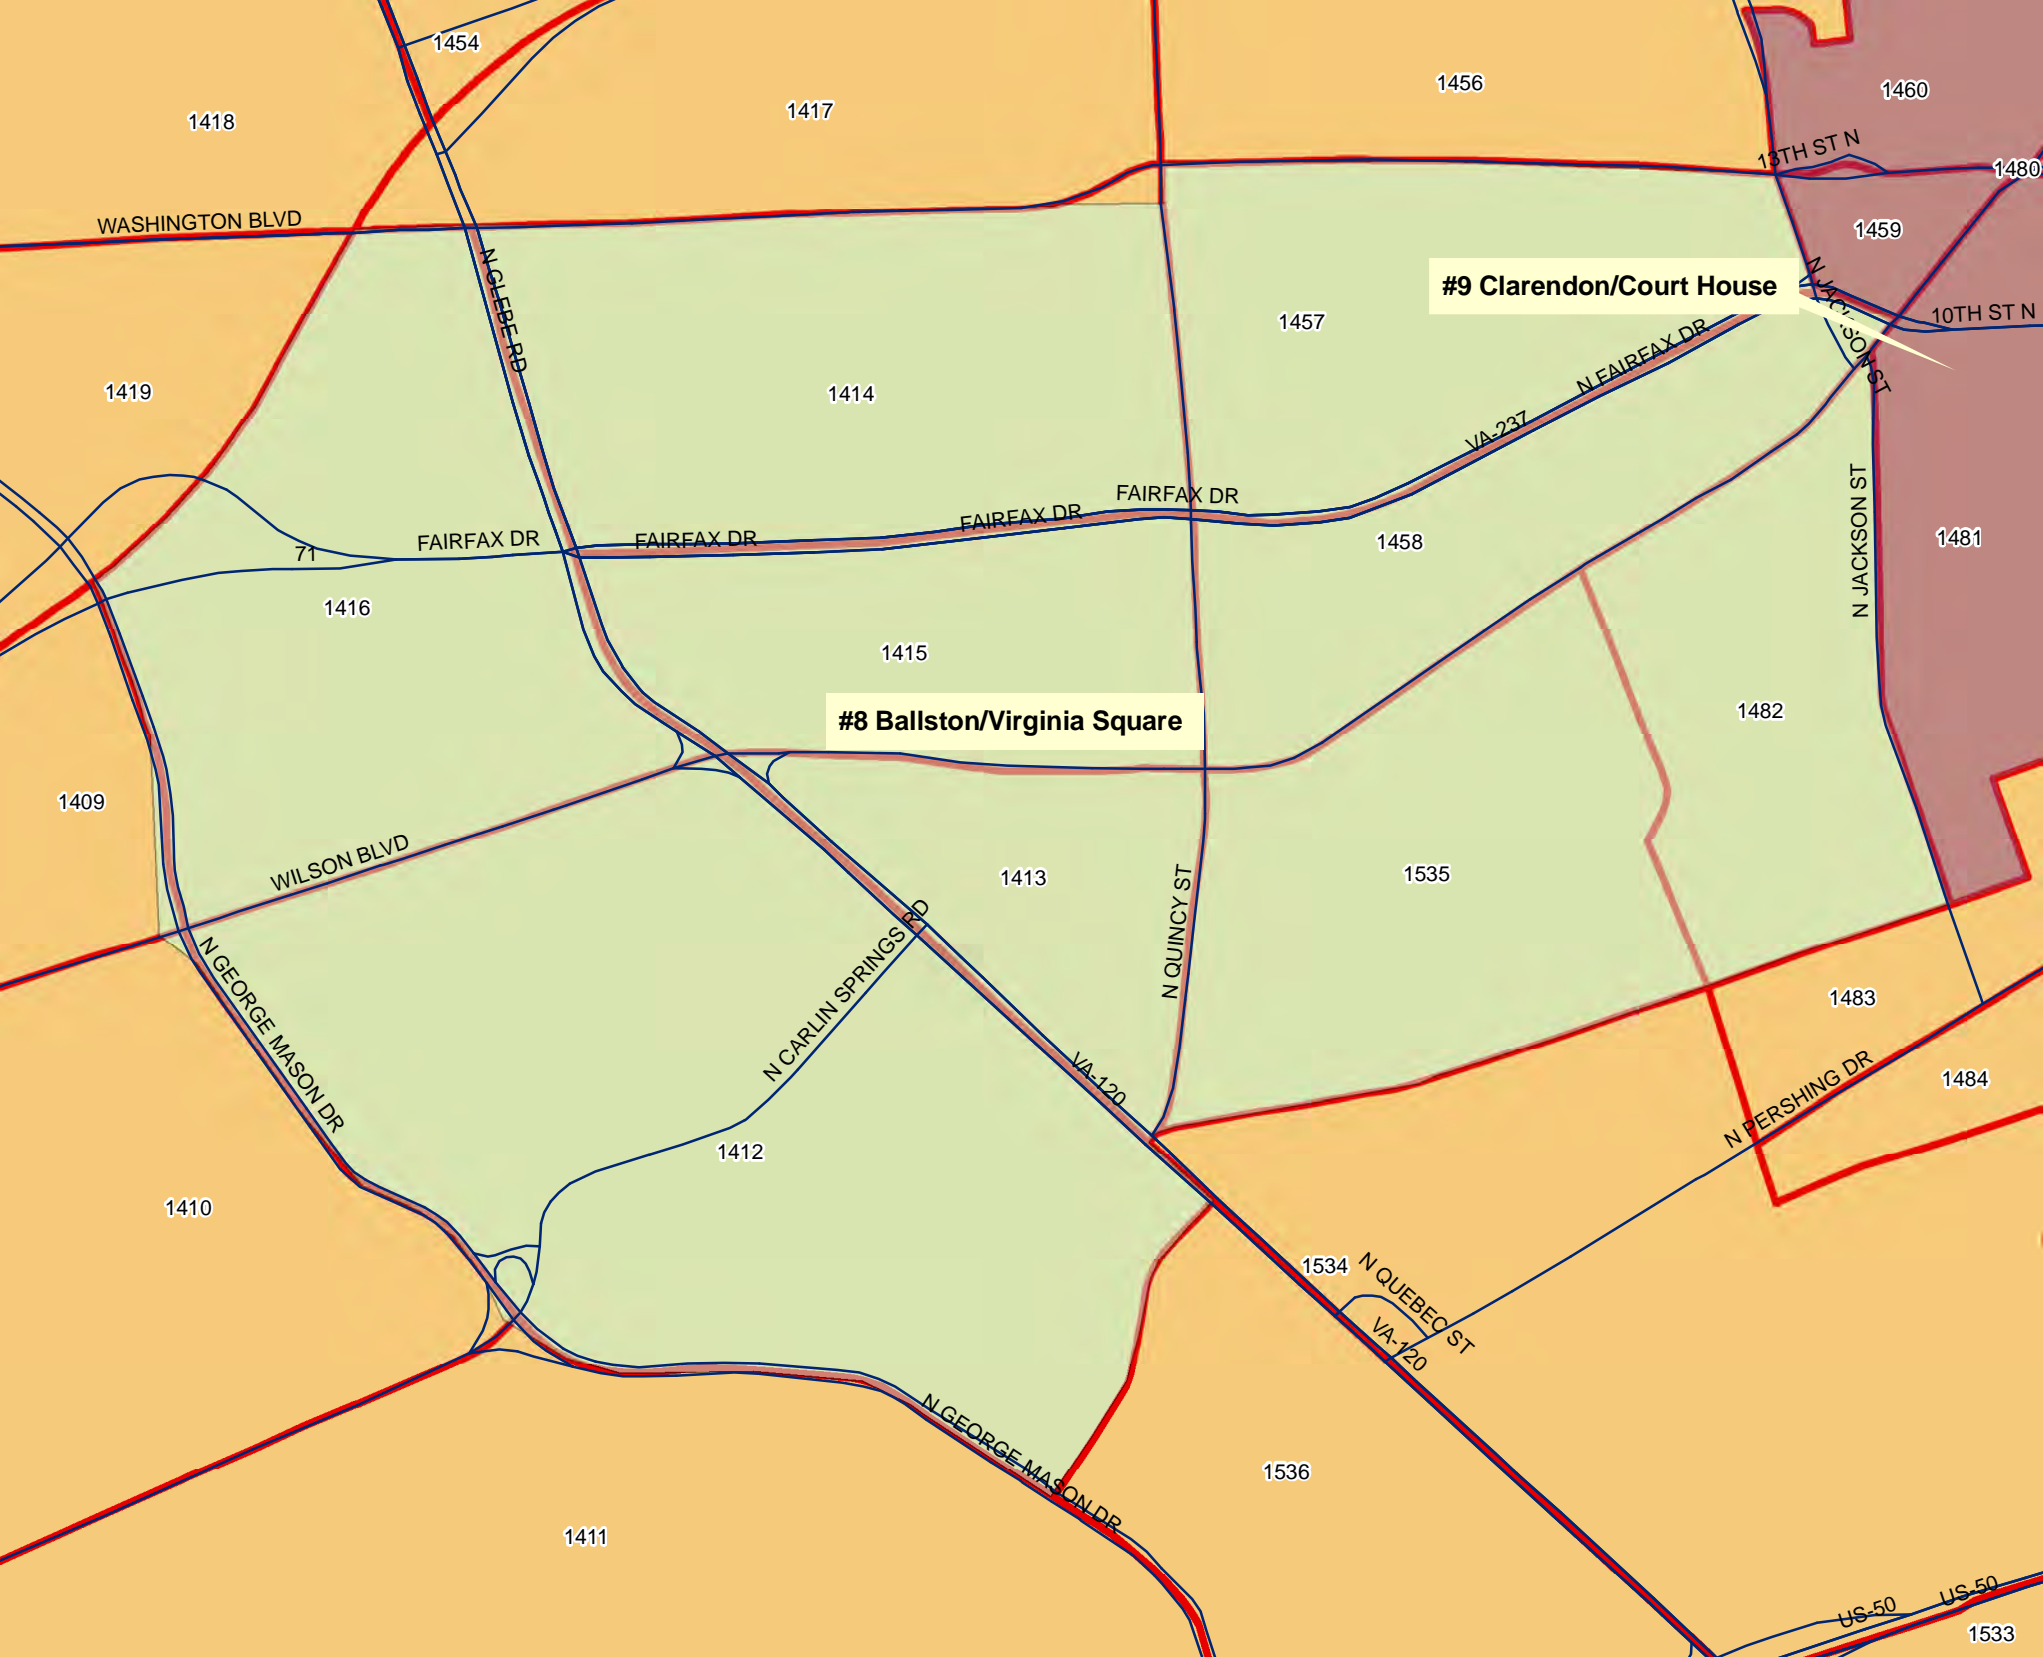 1454
1456
1460
1417
1418
13TH ST N
1480
WASHINGTON BLVD
1459
N GLEBE RD
#9 Clarendon/Court House
N JACKSON ST
10TH ST N
1457
N FAIRFAX DR
1419
1414
VA-237
FAIRFAX DR
FAIRFAX DR
FAIRFAX DR
FAIRFAX DR
71
1458
N JACKSON ST
1481
1416
1415
#8 Ballston/Virginia Square
1482
1409
WILSON BLVD
1413
1535
N QUINCY ST
N CARLIN SPRINGS RD
N GEORGE MASON DR
1483
VA-120
N PERSHING DR
1484
1412
1410
1534
N QUEBEC ST
VA-120
N GEORGE MASON DR
1536
1411
US-50
US-50
1533